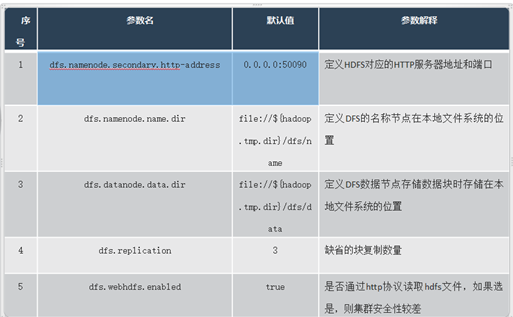 序号 参数名 默认值 参数解释
1 dfs.namenode.secondary.http-address 0.0.0.0:50090 定义HDFS对应的HTTP服务器地址和端口
2 dfs.namenode.name.dir file://${hadoop
.tmp.dir}/dfs/n
ame
定义DFS的名称节点在本地文件系统的位
置
3 dfs.datanode.data.dir file://${hadoop
.tmp.dir}/dfs/d
ata
定义DFS数据节点存储数据块时存储在本
地文件系统的位置
4 dfs.replication 3 缺省的块复制数量
5 dfs.webhdfs.enabled true 是否通过http协议读取hdfs文件，如果选
是，则集群安全性较差